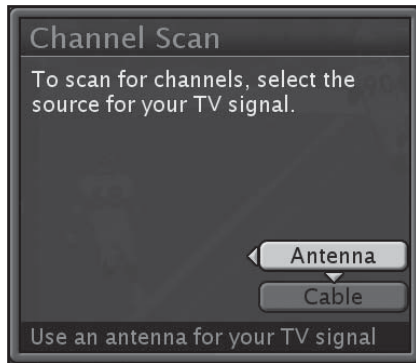 Channel Scan
To scan for channels, select the
source for your TV signal.
Antenna
Cable
Use an antenna for your TV signal